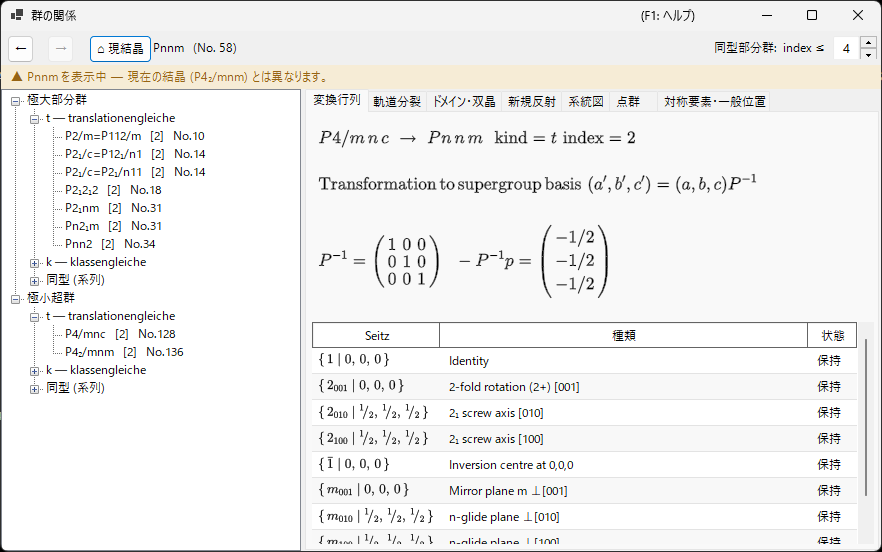 群の関係 (F1: ヘルプ)
← → ⌂ 現結晶 Pnnm (No. 58) 同型部分群: index ≤ 4
▲ Pnnm を表示中 — 現在の結晶 (P4₂/mnm) とは異なります。
極大部分群
t — translationengleiche
P2/m=P112/m [2] No.10
P2₁/c=P12₁/n1 [2] No.14
P2₁/c=P2₁/n11 [2] No.14
P2₁2₁2 [2] No.18
P2₁nm [2] No.31
Pn2₁m [2] No.31
Pnn2 [2] No.34
k — klassengleiche
同型 (系列)
極小超群
t — translationengleiche
P4/mnc [2] No.128
P4₂/mnm [2] No.136
k — klassengleiche
同型 (系列)
変換行列 軌道分裂 ドメイン・双晶 新規反射 系統図 点群 対称要素・一般位置
P4/m n c → P n n m kind = t index = 2
Transformation to supergroup basis (a′, b′, c′) = (a, b, c)P⁻¹
P⁻¹ = ( 1 0 0
0 1 0
0 0 1 )
− P⁻¹p = ( −1/2
−1/2
−1/2 )
Seitz 種類 状態
{ 1 | 0, 0, 0 } Identity 保持
{ 2₀₀₁ | 0, 0, 0 } 2-fold rotation (2+) [001] 保持
{ 2₀₁₀ | 1/2, 1/2, 1/2 } 2₁ screw axis [010] 保持
{ 2₁₀₀ | 1/2, 1/2, 1/2 } 2₁ screw axis [100] 保持
{ 1̄ | 0, 0, 0 } Inversion centre at 0,0,0 保持
{ m₀₀₁ | 0, 0, 0 } Mirror plane m ⊥[001] 保持
{ m₀₁₀ | 1/2, 1/2, 1/2 } n-glide plane ⊥[010] 保持
{ m₁₀₀ | 1/2, 1/2, 1/2 } n-glide plane ⊥[100] 保持